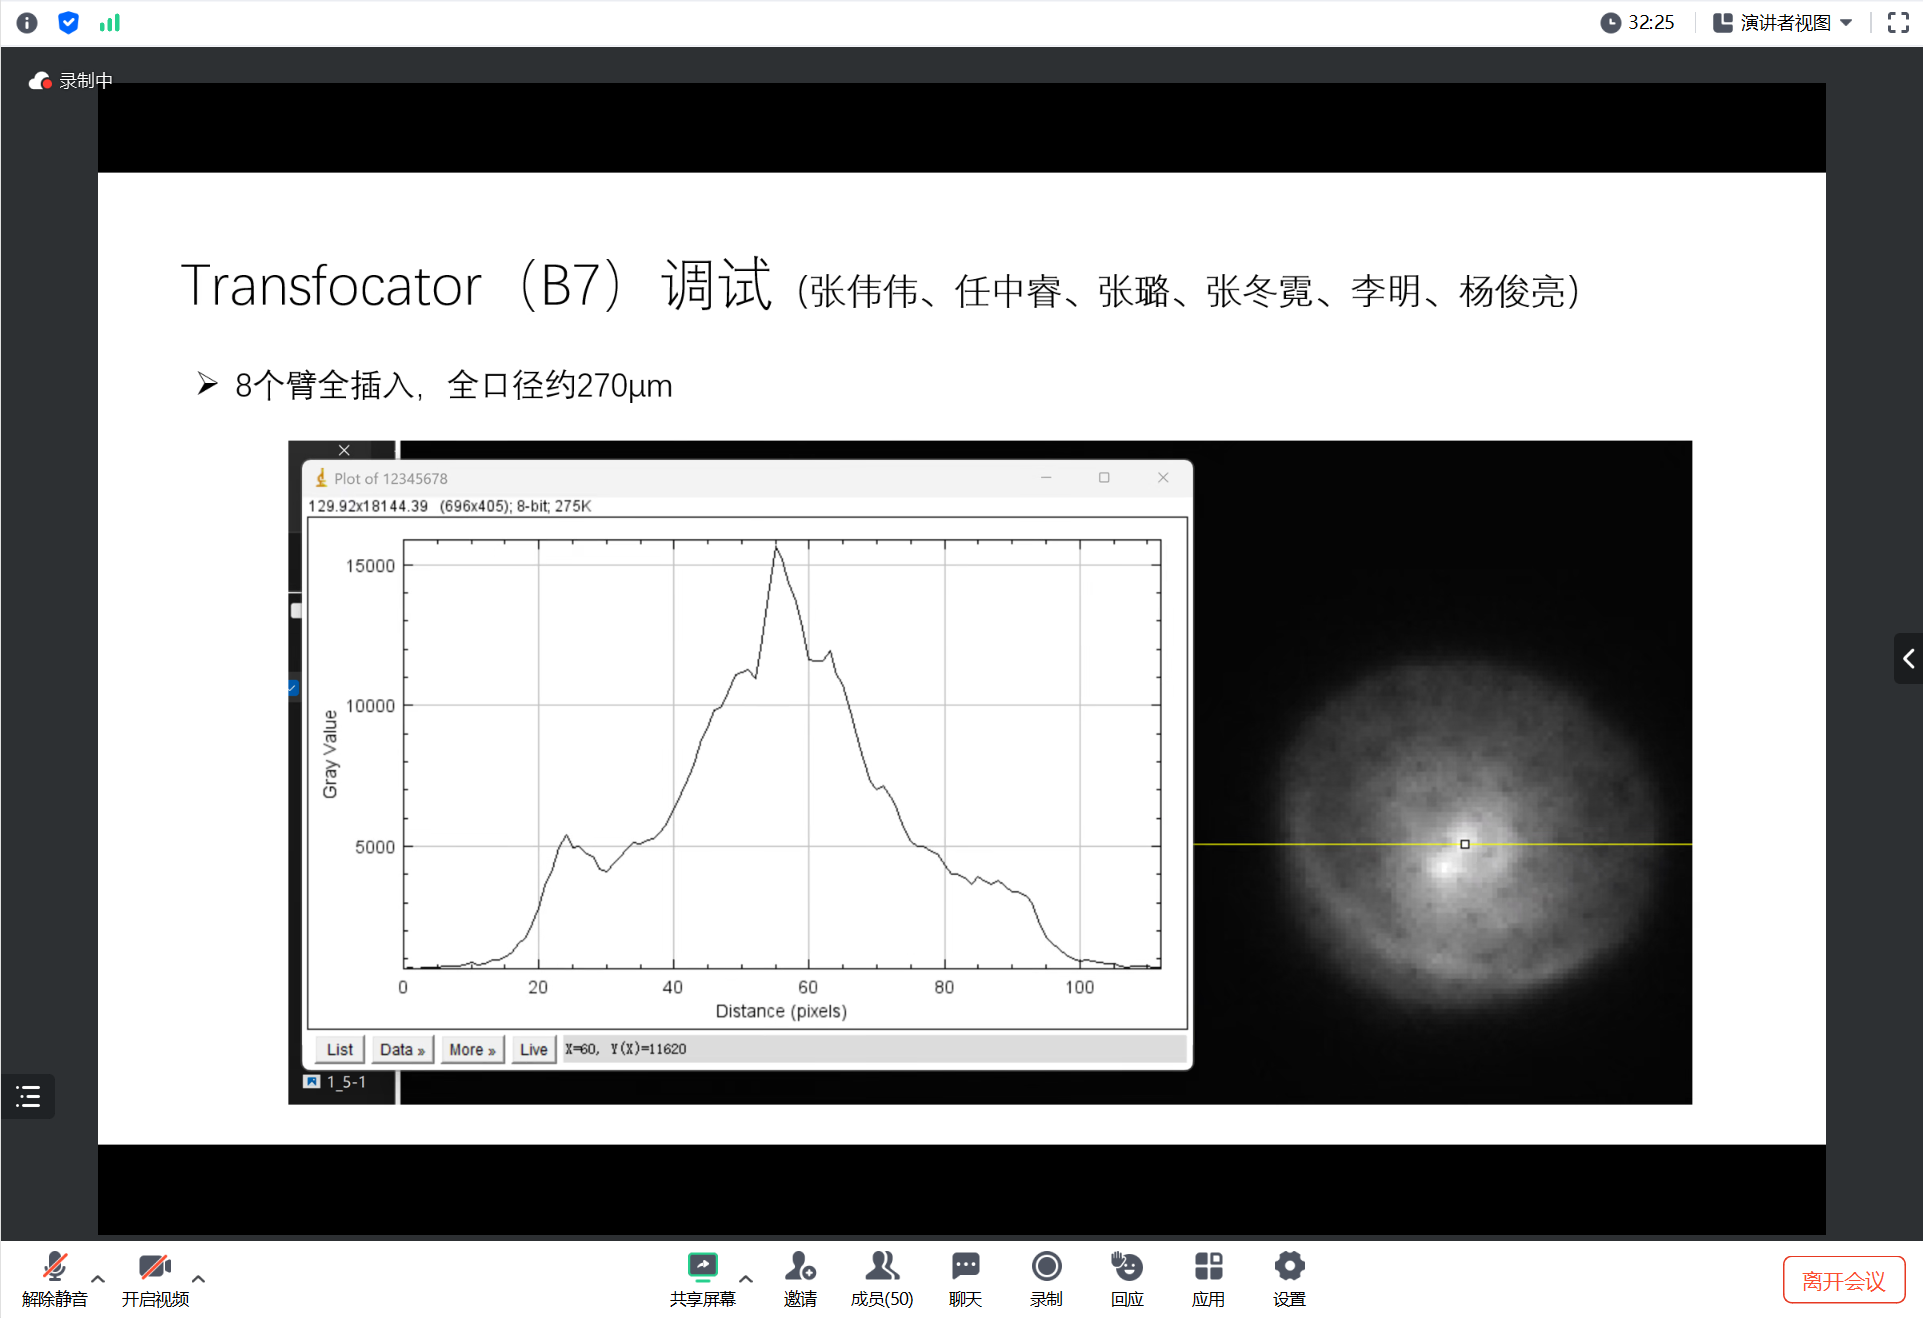 32:25
演讲者视图
录制中
Transfocator（B7）调试（张伟伟、任中睿、张璐、张冬霓、李明、杨俊亮）
➢ 8个臂全插入，全口径约270μm
Plot of 12345678
129.92x18144.39 (696x405); 8-bit; 275K
15000
10000
5000
Gray Value
0 20 40 60 80 100
Distance (pixels)
List Data » More » Live X=60, Y(X)=11620
1_5-1
解除静音 开启视频 共享屏幕 邀请 成员(50) 聊天 录制 回应 应用 设置 离开会议